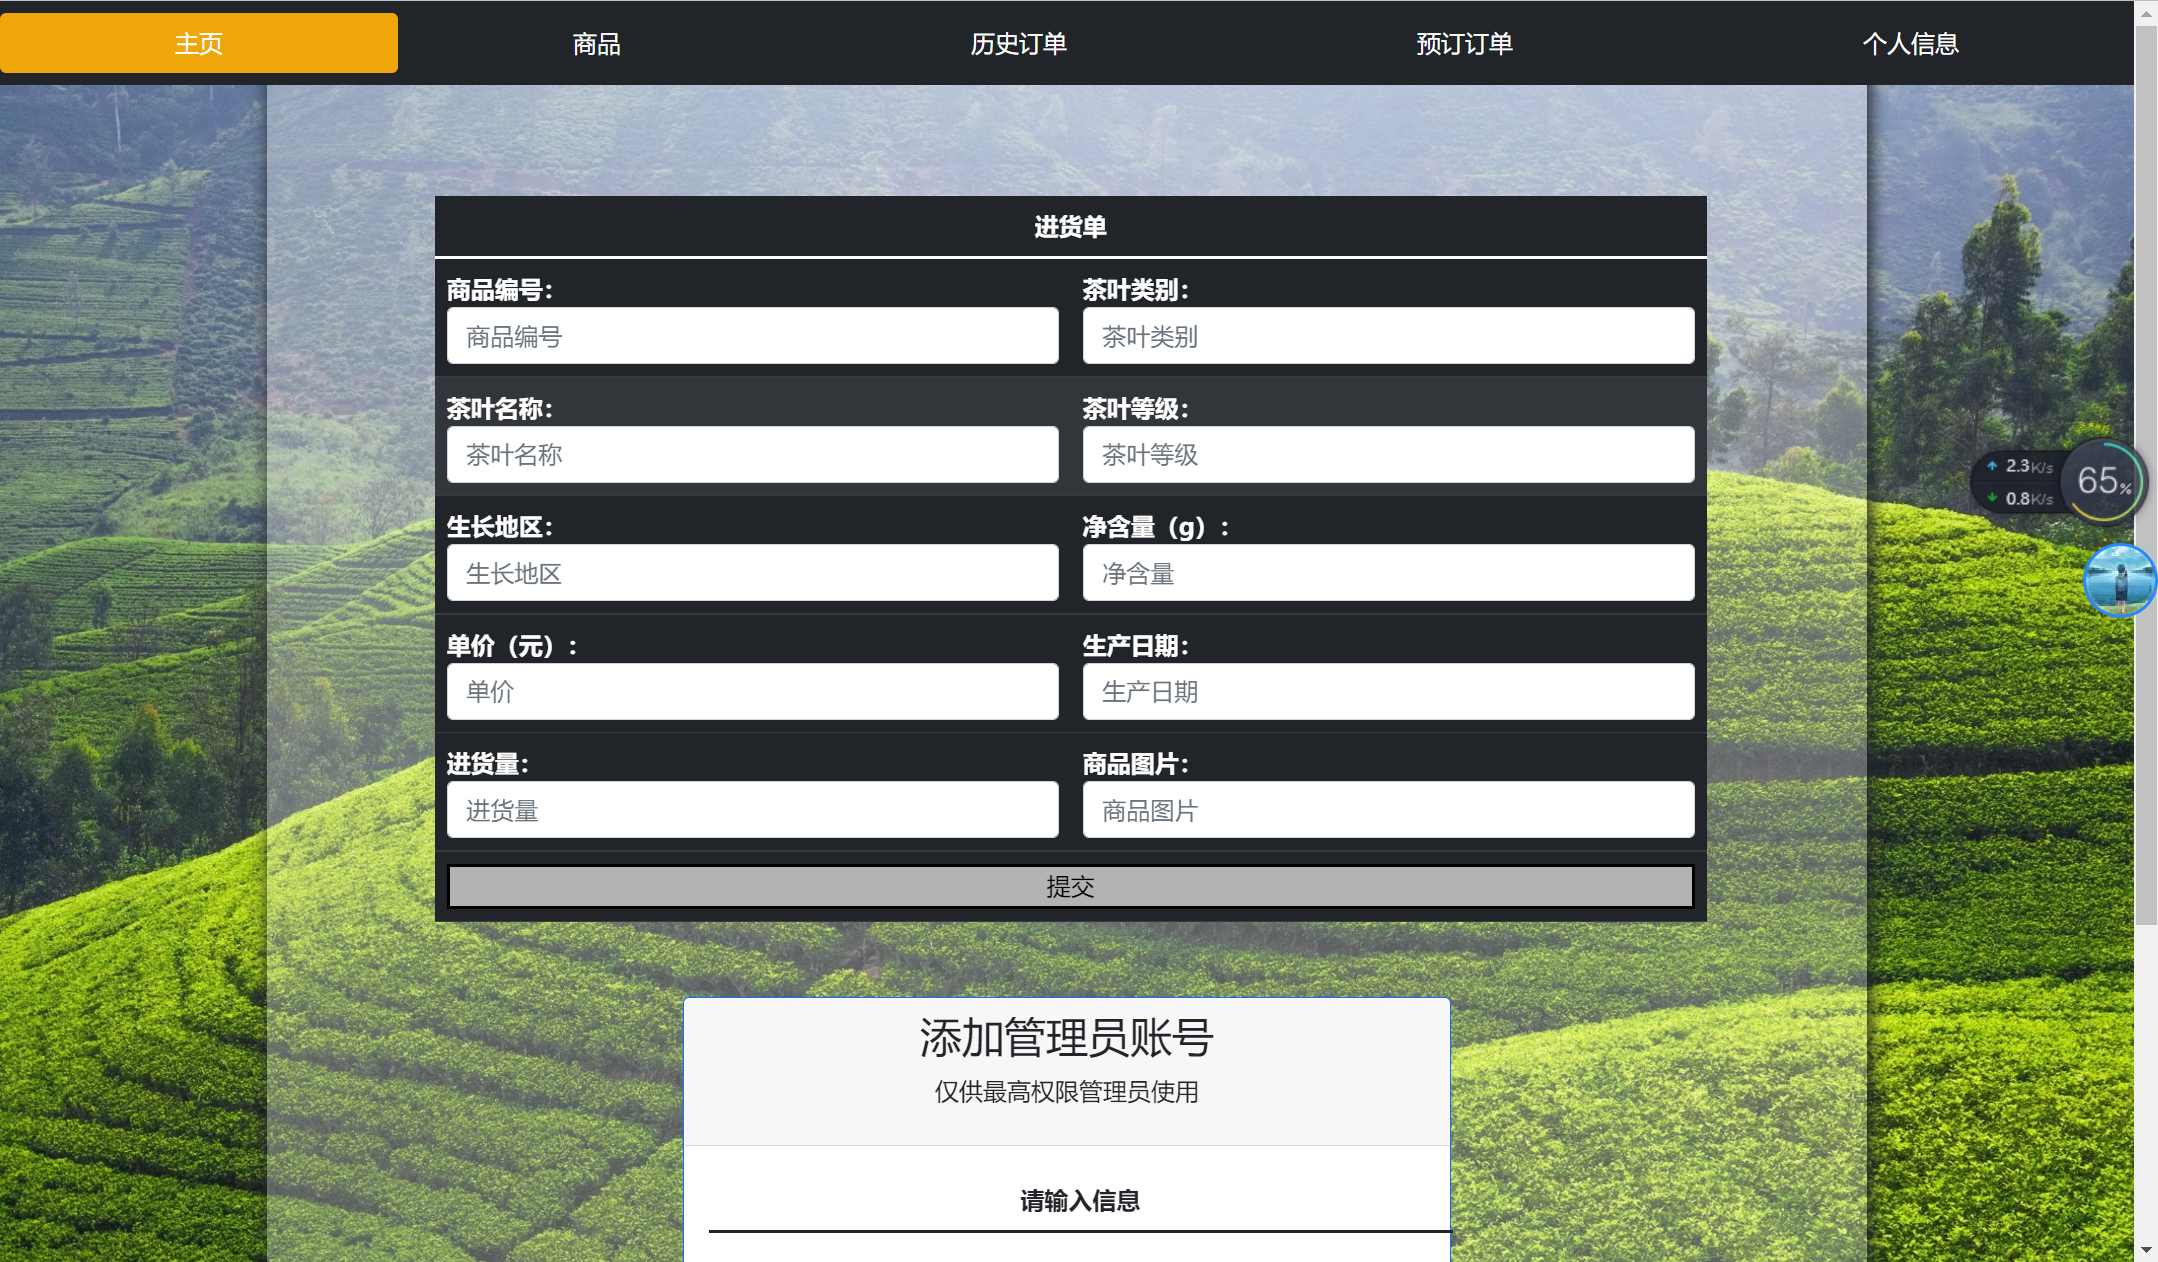 主页 商品 历史订单 预订订单 个人信息
进货单
商品编号： 茶叶类别：
商品编号 茶叶类别
茶叶名称： 茶叶等级：
茶叶名称 茶叶等级
2.3K/s
65%
0.8K/s
生长地区： 净含量（g）：
生长地区 净含量
单价（元）： 生产日期：
单价 生产日期
进货量： 商品图片：
进货量 商品图片
提交
添加管理员账号
仅供最高权限管理员使用
请输入信息